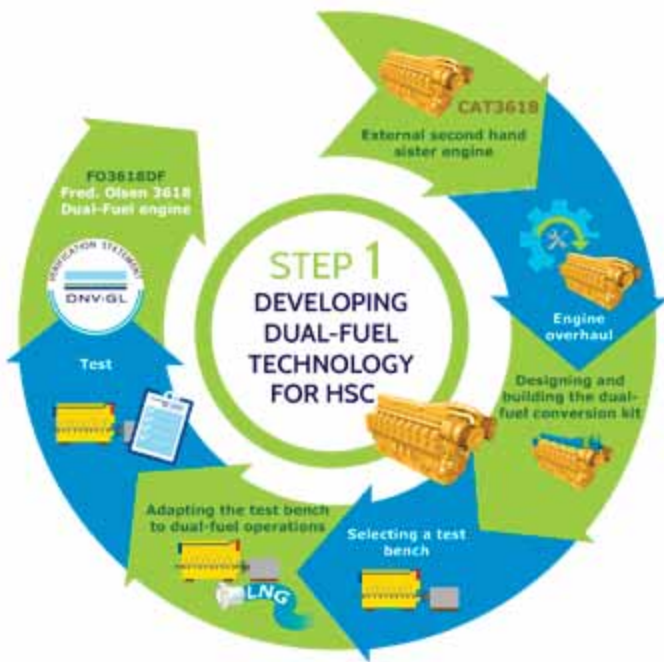 CAT3618
External second hand
sister engine
Engine
overhaul
Designing and
building the dual-
fuel conversion kit
Selecting a test
bench
Adapting the test bench
to dual-fuel operations
LNG
Test
VERIFICATION STATEMENT
DNV·GL
FO3618DF
Fred. Olsen 3618
Dual-Fuel engine
STEP 1
DEVELOPING
DUAL-FUEL
TECHNOLOGY
FOR HSC